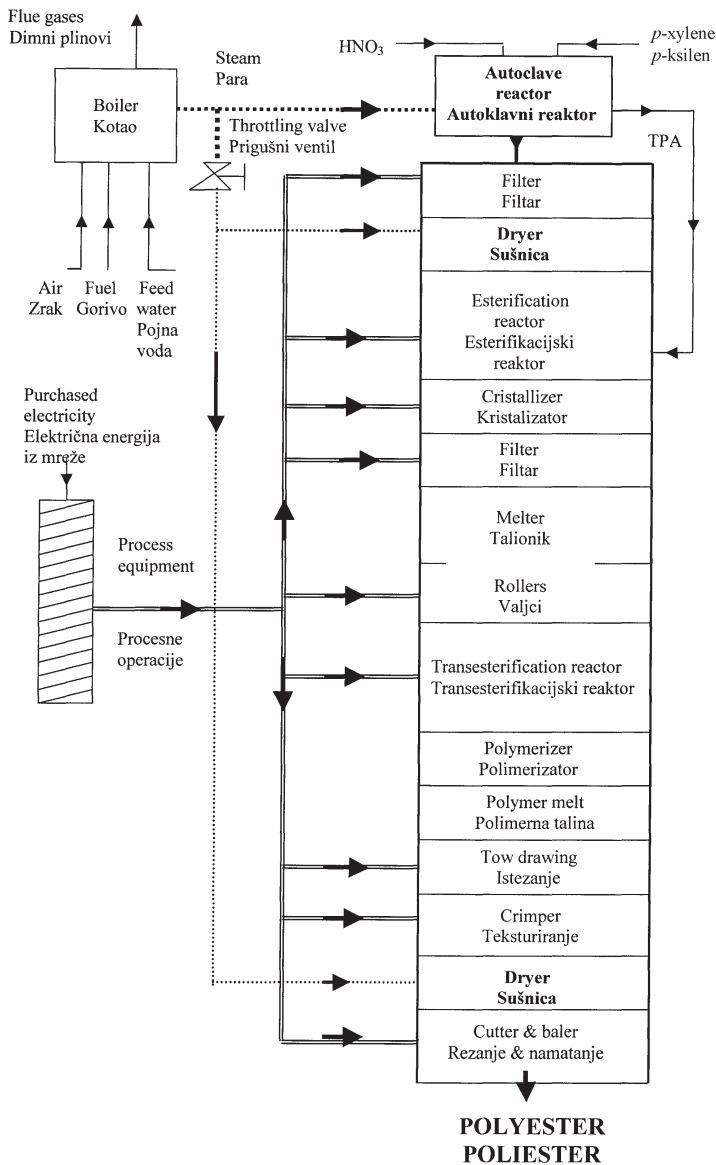 Flue gases
Dimni plinovi
Boiler
Kotao
Steam
Para
Throttling valve
Prigušni ventil
HNO₃
p-xylene
p-ksilen
Autoclave
reactor
Autoklavni reaktor
TPA
Air
Zrak
Fuel
Gorivo
Feed
water
Pojna
voda
Purchased
electricity
Električna energija
iz mreže
Process
equipment
Procesne
operacije
Filter
Filtar
Dryer
Sušnica
Esterification
reactor
Esterifikacijski
reaktor
Cristallizer
Kristalizator
Filter
Filtar
Melter
Talionik
Rollers
Valjci
Transesterification reactor
Transesterifikacijski reaktor
Polymerizer
Polimerizator
Polymer melt
Polimerna talina
Tow drawing
Istezanje
Crimper
Teksturiranje
Dryer
Sušnica
Cutter & baler
Rezanje & namatanje
POLYESTER
POLIESTER